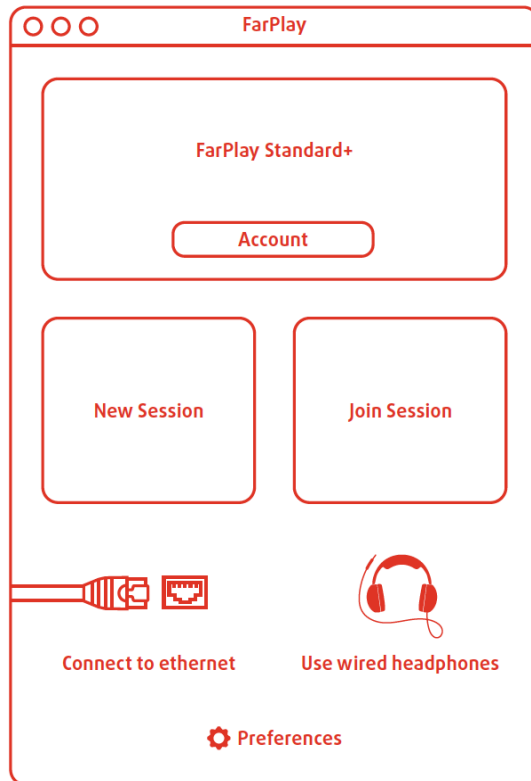 FarPlay
FarPlay Standard+
Account
New Session
Join Session
Connect to ethernet
Use wired headphones
Preferences